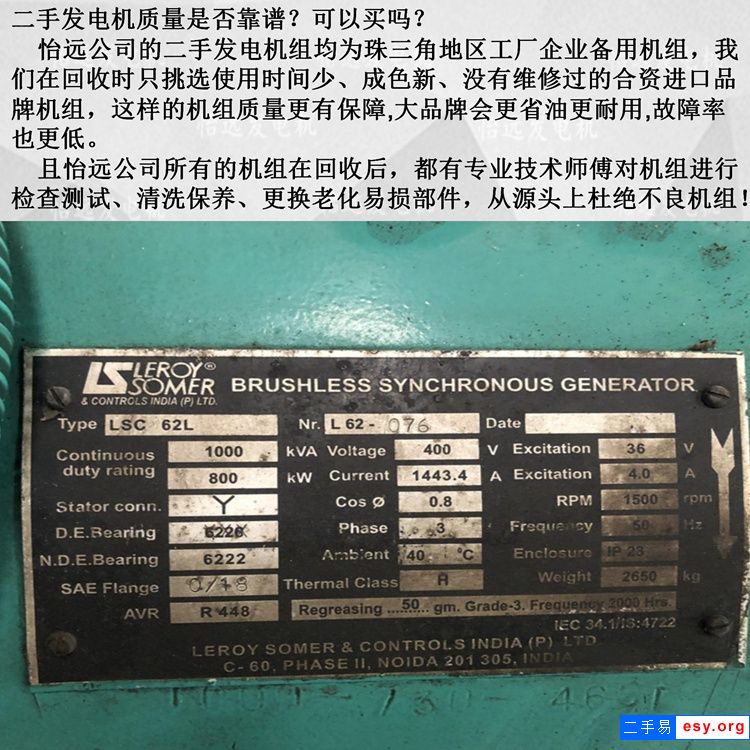 二手发电机质量是否靠谱？可以买吗？
怡远公司的二手发电机组均为珠三角地区工厂企业备用机组，我
们在回收时只挑选使用时间少、成色新、没有维修过的合资进口品
牌机组，这样的机组质量更有保障,大品牌会更省油更耐用,故障率
也更低。
且怡远公司所有的机组在回收后，都有专业技术师傅对机组进行
检查测试、清洗保养、更换老化易损部件，从源头上杜绝不良机组！
LS LEROY® SOMER
& CONTROLS INDIA (P) LTD.
BRUSHLESS SYNCHRONOUS GENERATOR
Type LSC 62L Nr. L 62 - 076 Date
Continuous duty rating 1000 kVA Voltage 400 V Excitation 36 V
800 kW Current 1443.4 A Excitation 4.0 A
Stator conn. Y Cos Ø 0.8 RPM 1500 rpm
D.E.Bearing Phase 3 Frequency 50 Hz
N.D.E.Bearing 6222 Ambient 40 °C Enclosure IP 23
SAE Flange 0/18 Thermal Class H Weight 2650 kg
AVR R 448 Regreasing ....50..... gm. Grade-3. Frequency 2000 Hrs.
IEC 34.1/IS:4722
LEROY SOMER & CONTROLS INDIA (P) LTD
C- 60, PHASE II, NOIDA 201 305, INDIA
二手易 esy.org